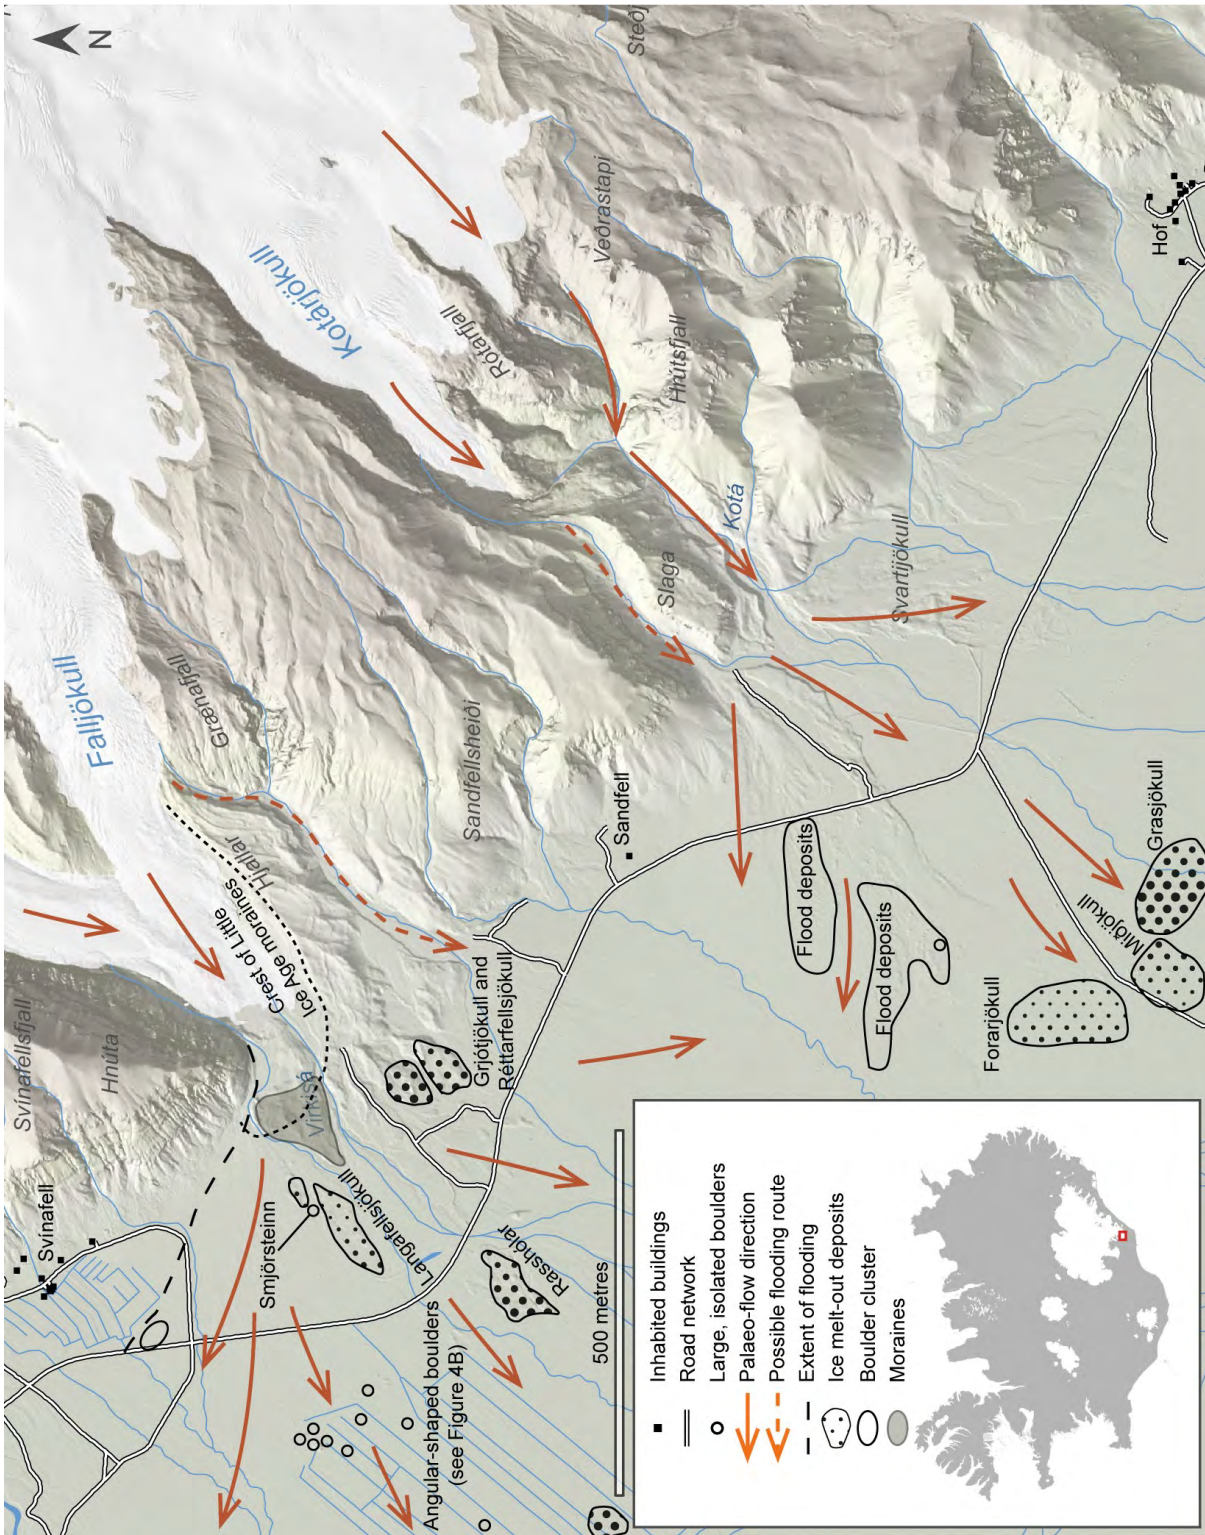 N
Svínafellsfjall
Hnúta
Svínafell
Falljökull
Grænafjall
Hjallar
Crest of Little
Ice Age moraines
Virkisá
Kotárjökull
Rótarfjall
Veðrastapi
Hrútsfjall
Kotá
Slaga
Svartijökull
Sandfellsheiði
Sandfell
Hof
Smjörsteinn
Langafellsjökull
Grjótjökull and
Réttarfellsjökull
Rasshólar
Angular-shaped boulders
(see Figure 4B)
Flood deposits
Flood deposits
Forarjökull
Miðjökull
Grasjökull
500 metres
Inhabited buildings
Road network
Large, isolated boulders
Palaeo-flow direction
Possible flooding route
Extent of flooding
Ice melt-out deposits
Boulder cluster
Moraines